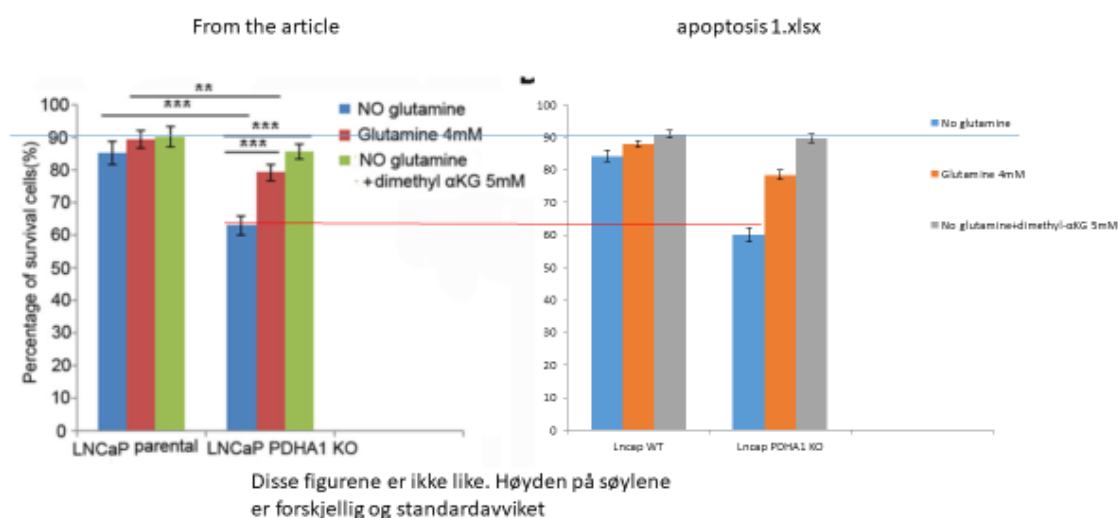 From the article
apoptosis 1.xlsx
**
***
***
***
Percentage of survival cells(%)
100
90
80
70
60
50
40
30
20
10
0
NO glutamine
Glutamine 4mM
NO glutamine
+dimethyl αKG 5mM
LNCaP parental
LNCaP PDHA1 KO
100
90
80
70
60
50
40
30
20
10
0
No glutamine
Glutamine 4mM
No glutamine+dimethyl-αKG 5mM
Lncap WT
Lncap PDHA1 KO
Disse figurene er ikke like. Høyden på søylene
er forskjellig og standardavviket